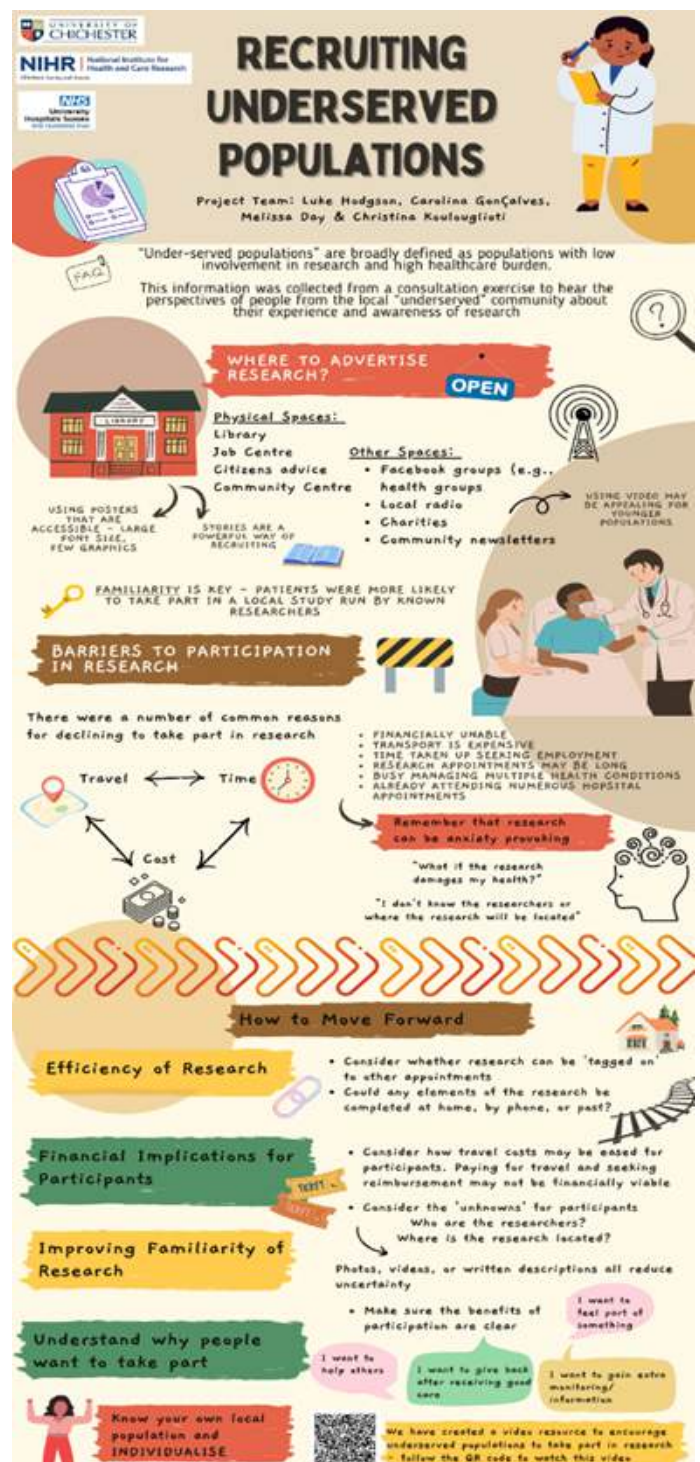 UNIVERSITY OF
CHICHESTER
NIHR | National Institute for
Health and Care Research
NHS
University
Hospitals Sussex
NHS Foundation Trust
RECRUITING
UNDERSERVED
POPULATIONS
Project Team: Luke Hodgson, Carolina GonÇalves,
Melissa Day & Christina Koulouglioti
FAQ
"Under-served populations" are broadly defined as populations with low
involvement in research and high healthcare burden.
This information was collected from a consultation exercise to hear the
perspectives of people from the local "underserved" community about
their experience and awareness of research
?
WHERE TO ADVERTISE
RESEARCH?
OPEN
LIBRARY
Physical Spaces:
Library
Job Centre
Citizens advice
Community Centre
Other Spaces:
• Facebook groups (e.g.,
health groups
• Local radio
• Charities
• Community newsletters
USING POSTERS
THAT ARE
ACCESSIBLE - LARGE
FONT SIZE,
FEW GRAPHICS
STORIES ARE A
POWERFUL WAY OF
RECRUITING
USING VIDEO MAY
BE APPEALING FOR
YOUNGER
POPULATIONS
FAMILIARITY IS KEY - PATIENTS WERE MORE LIKELY
TO TAKE PART IN A LOCAL STUDY RUN BY KNOWN
RESEARCHERS
BARRIERS TO PARTICIPATION
IN RESEARCH
There were a number of common reasons
for declining to take part in research
Travel
Time
Cost
• FINANCIALLY UNABLE
• TRANSPORT IS EXPENSIVE
• TIME TAKEN UP SEEKING EMPLOYMENT
• RESEARCH APPOINTMENTS MAY BE LONG
• BUSY MANAGING MULTIPLE HEALTH CONDITIONS
• ALREADY ATTENDING NUMEROUS HOPSITAL
APPOINTMENTS
Remember that research
can be anxiety provoking
"What if the research
damages my health?"
"I don't know the researchers or
where the research will be located"
How to Move Forward
Efficiency of Research
• Consider whether research can be 'tagged on'
to other appointments
• Could any elements of the research be
completed at home, by phone, or post?
Financial Implications for
Participants
TICKET
TICKET
• Consider how travel costs may be eased for
participants. Paying for travel and seeking
reimbursement may not be financially viable
Improving Familiarity of
Research
• Consider the 'unknowns' for participants
Who are the researchers?
Where is the research located?
Photos, videos, or written descriptions all reduce
uncertainty
Understand why people
want to take part
• Make sure the benefits of
participation are clear
I want to
feel part of
something
I want to
help others
I want to give back
after receiving good
care
I want to gain extra
monitoring/
information
Know your own local
population and
INDIVIDUALISE
We have created a video resource to encourage
underserved populations to take part in research
- follow the QR code to watch this video